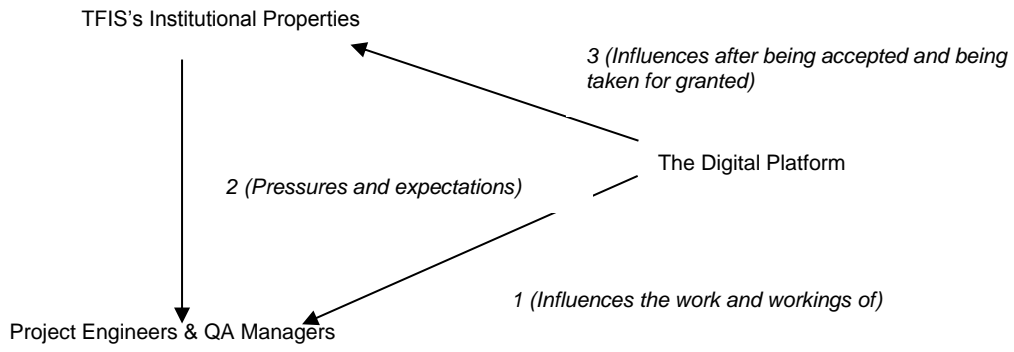 TFIS's Institutional Properties
3 (Influences after being accepted and being
taken for granted)
The Digital Platform
2 (Pressures and expectations)
1 (Influences the work and workings of)
Project Engineers & QA Managers